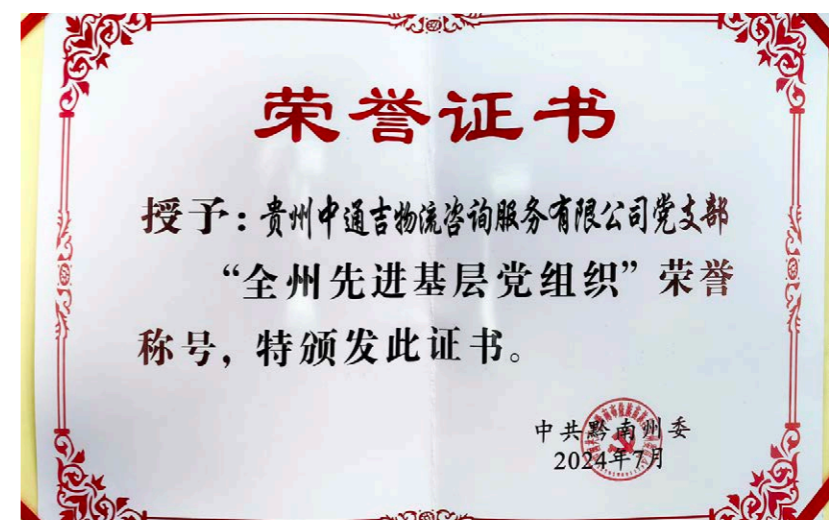 荣誉证书
授予：贵州中通吉物流咨询服务有限公司党支部
“全州先进基层党组织”荣誉
称号，特颁发此证书。
中共黔南州委
2024年7月